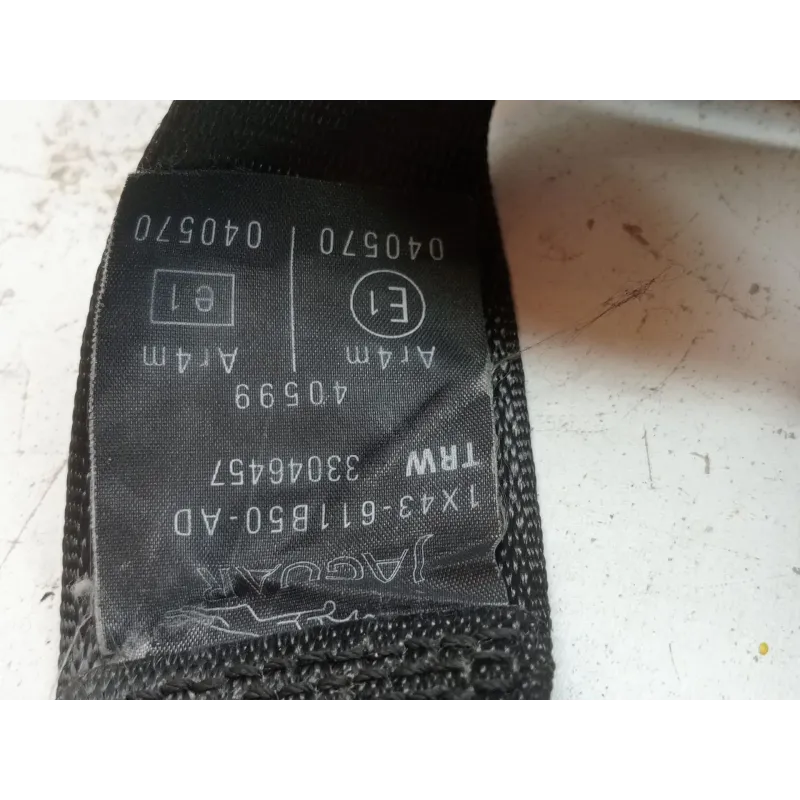 JAGUAR
1X43-611B50-AD
TRW 33046457
40599
Ar4m Ar4m
E1 e1
040570 040570